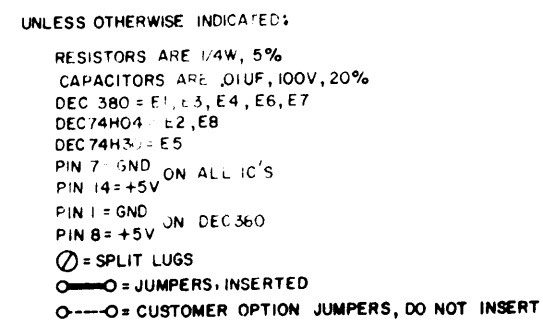 UNLESS OTHERWISE INDICATED:
RESISTORS ARE 1/4W, 5%
CAPACITORS ARE .01UF, 100V, 20%
DEC 380 = E1, E3, E4, E6, E7
DEC74H04 = E2, E8
DEC74H30 = E5
PIN 7 = GND
PIN 14 = +5V
ON ALL IC'S
PIN 1 = GND
PIN 8 = +5V
ON DEC360
= SPLIT LUGS
= JUMPERS, INSERTED
= CUSTOMER OPTION JUMPERS, DO NOT INSERT